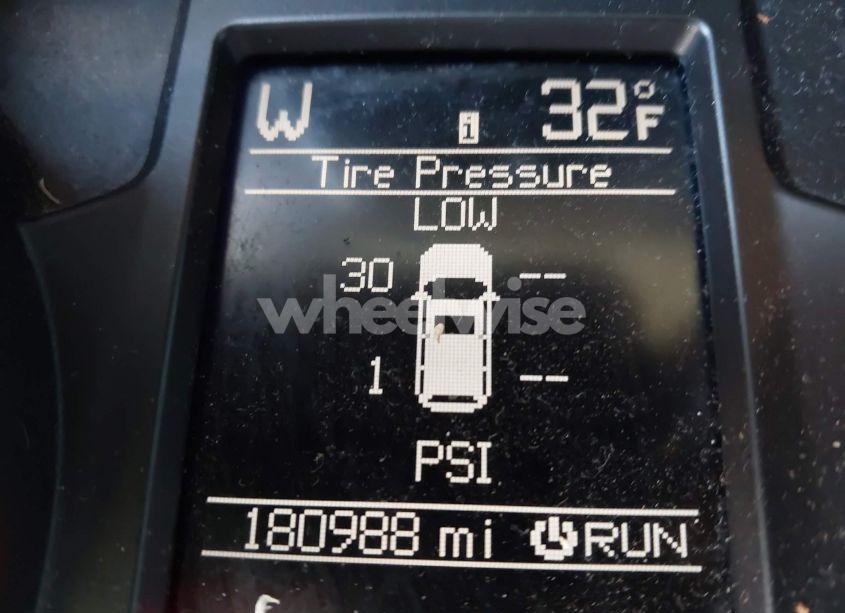 W 32°F
i
Tire Pressure
LOW
30 --
wheelwise
1 --
PSI
180988 mi RUN